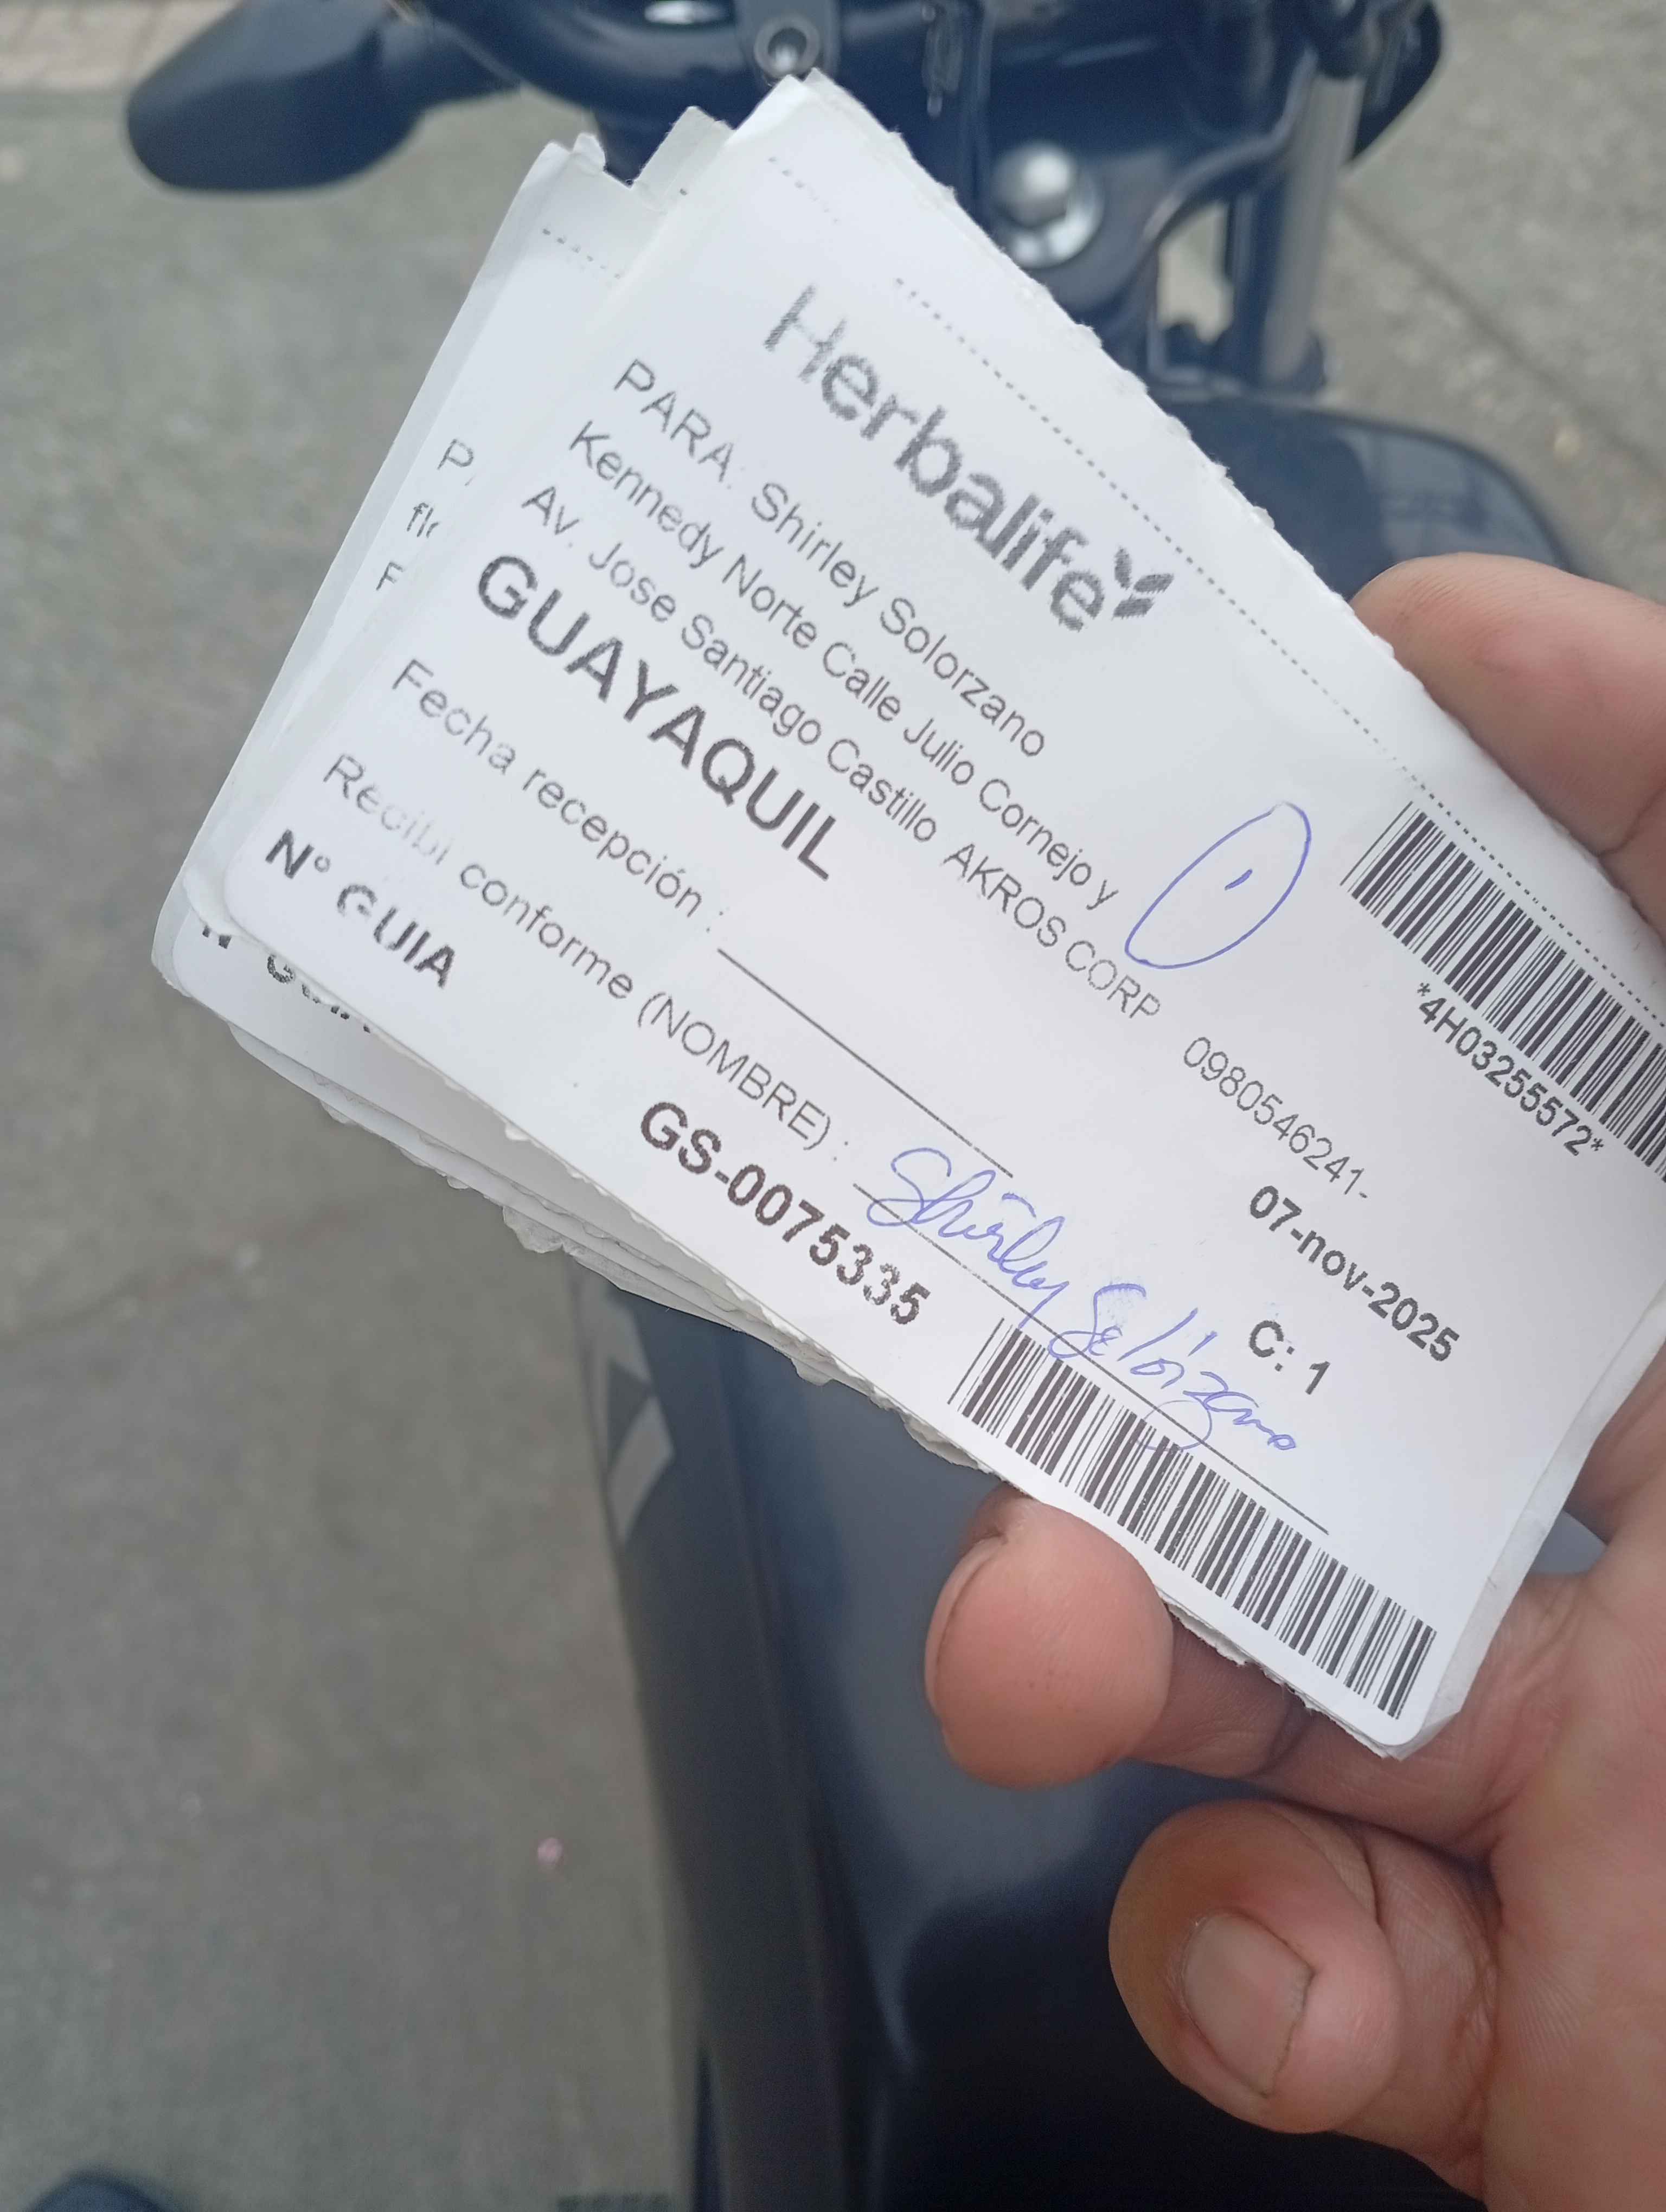 Herbalife
*4H03255572*
PARA: Shirley Solorzano
Kennedy Norte Calle Julio Cornejo y
Av. Jose Santiago Castillo AKROS CORP 0980546241-
GUAYAQUIL
07-nov-2025
Fecha recepción :
C: 1
Recibí conforme (NOMBRE) : Shirley Solórzano
N° GUIA GS-0075335